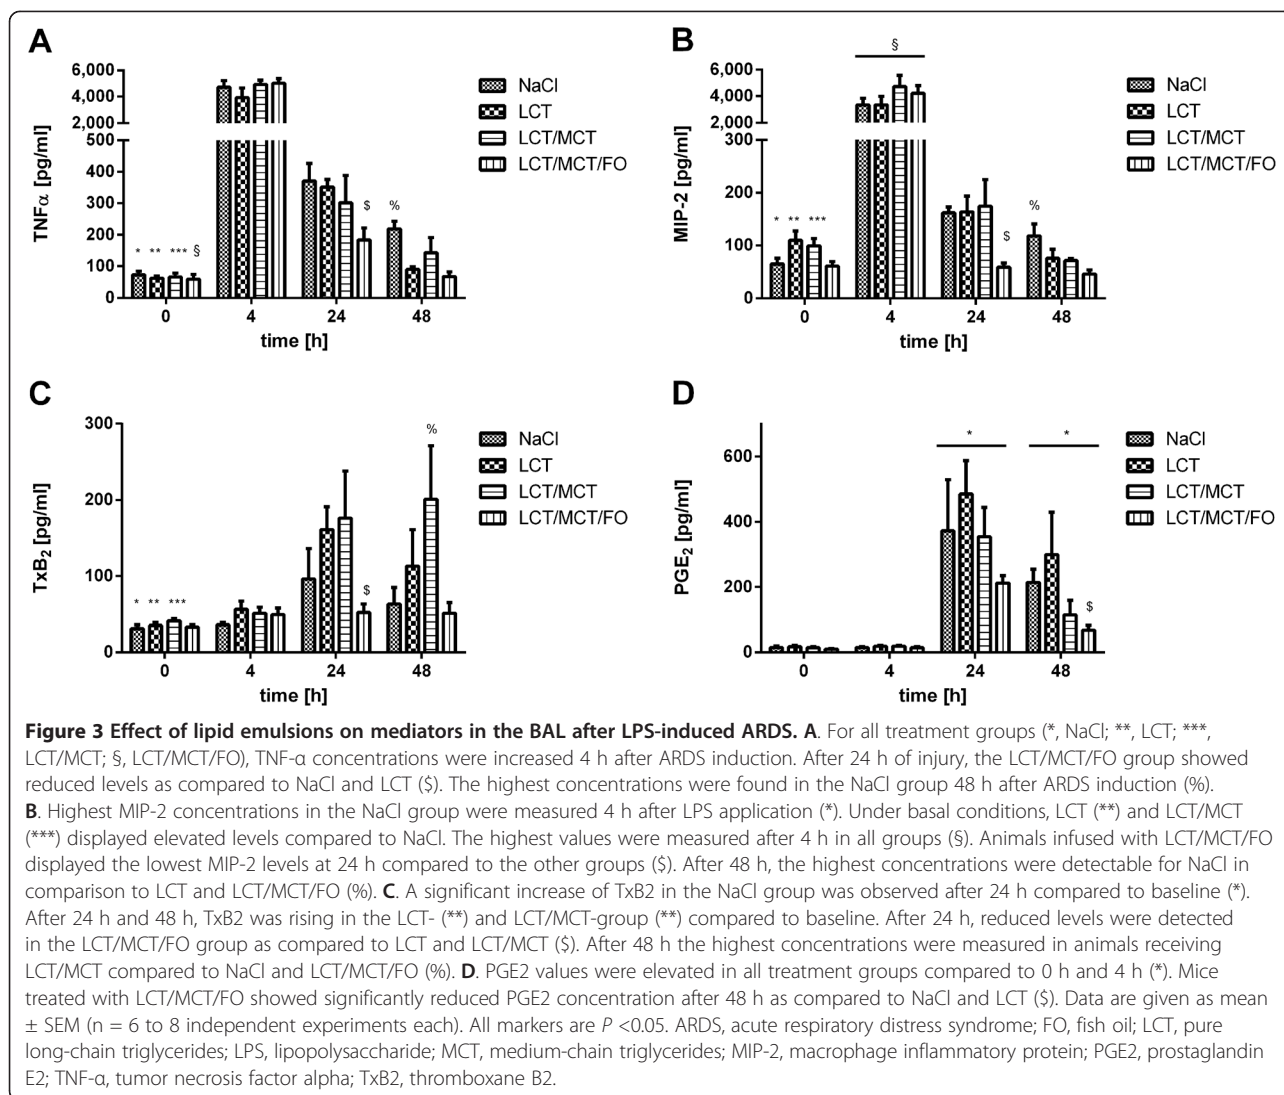 A
TNFα [pg/ml]
6,000
4,000
2,000
500
400
300
200
100
0
* ** *** §
$
%
0 4 24 48
time [h]
NaCl
LCT
LCT/MCT
LCT/MCT/FO
B
MIP-2 [pg/ml]
6,000
4,000
2,000
300
200
100
0
* ** ***
§
$
%
0 4 24 48
time [h]
NaCl
LCT
LCT/MCT
LCT/MCT/FO
C
TxB2 [pg/ml]
300
200
100
0
* ** ***
$
%
0 4 24 48
time [h]
NaCl
LCT
LCT/MCT
LCT/MCT/FO
D
PGE2 [pg/ml]
600
400
200
0
*
*
$
0 4 24 48
time [h]
NaCl
LCT
LCT/MCT
LCT/MCT/FO
Figure 3 Effect of lipid emulsions on mediators in the BAL after LPS-induced ARDS. A. For all treatment groups (*, NaCl; **, LCT; ***,
LCT/MCT; §, LCT/MCT/FO), TNF-α concentrations were increased 4 h after ARDS induction. After 24 h of injury, the LCT/MCT/FO group showed
reduced levels as compared to NaCl and LCT ($). The highest concentrations were found in the NaCl group 48 h after ARDS induction (%).
B. Highest MIP-2 concentrations in the NaCl group were measured 4 h after LPS application (*). Under basal conditions, LCT (**) and LCT/MCT
(***) displayed elevated levels compared to NaCl. The highest values were measured after 4 h in all groups (§). Animals infused with LCT/MCT/FO
displayed the lowest MIP-2 levels at 24 h compared to the other groups ($). After 48 h, the highest concentrations were detectable for NaCl in
comparison to LCT and LCT/MCT/FO (%). C. A significant increase of TxB2 in the NaCl group was observed after 24 h compared to baseline (*).
After 24 h and 48 h, TxB2 was rising in the LCT- (**) and LCT/MCT-group (**) compared to baseline. After 24 h, reduced levels were detected
in the LCT/MCT/FO group as compared to LCT and LCT/MCT ($). After 48 h the highest concentrations were measured in animals receiving
LCT/MCT compared to NaCl and LCT/MCT/FO (%). D. PGE2 values were elevated in all treatment groups compared to 0 h and 4 h (*). Mice
treated with LCT/MCT/FO showed significantly reduced PGE2 concentration after 48 h as compared to NaCl and LCT ($). Data are given as mean
± SEM (n = 6 to 8 independent experiments each). All markers are P <0.05. ARDS, acute respiratory distress syndrome; FO, fish oil; LCT, pure
long-chain triglycerides; LPS, lipopolysaccharide; MCT, medium-chain triglycerides; MIP-2, macrophage inflammatory protein; PGE2, prostaglandin
E2; TNF-α, tumor necrosis factor alpha; TxB2, thromboxane B2.